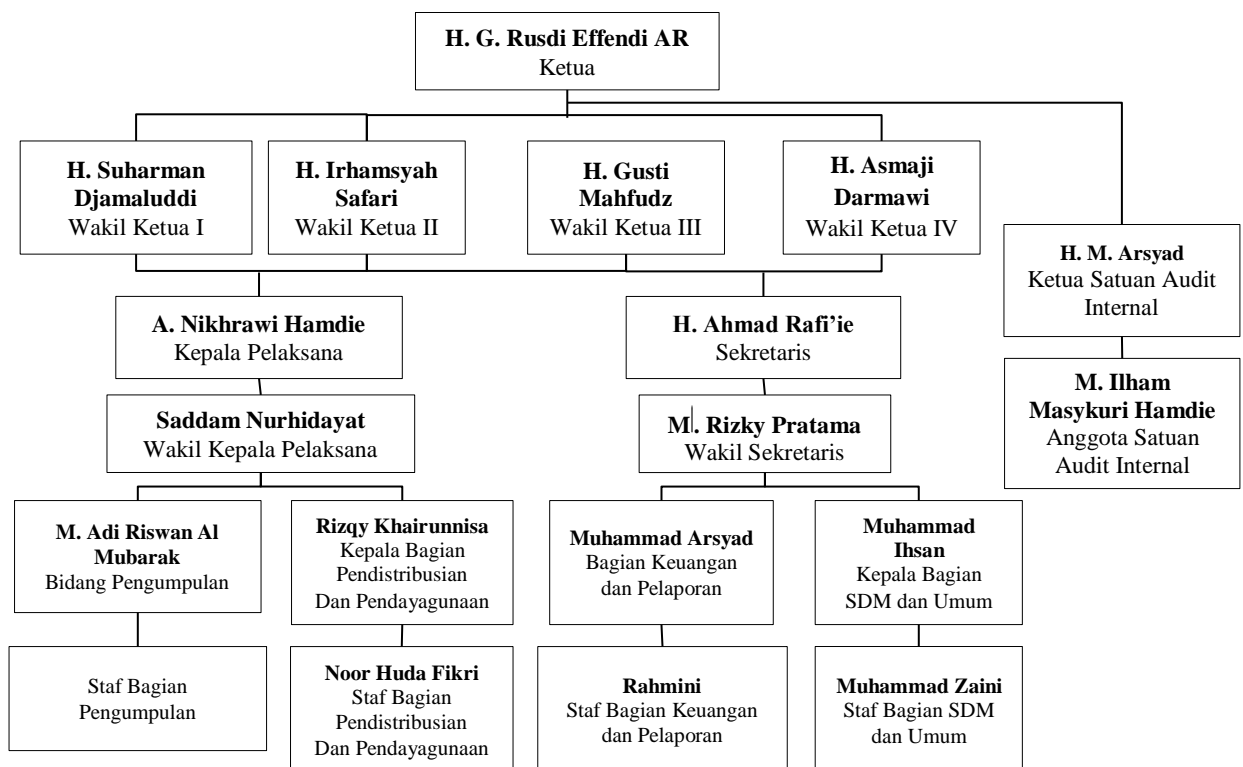 H. G. Rusdi Effendi AR
Ketua
H. Suharman
Djamaluddi
Wakil Ketua I
H. Irhamsyah
Safari
Wakil Ketua II
H. Gusti
Mahfudz
Wakil Ketua III
H. Asmaji
Darmawi
Wakil Ketua IV
H. M. Arsyad
Ketua Satuan Audit
Internal
A. Nikhrawi Hamdie
Kepala Pelaksana
H. Ahmad Rafi’ie
Sekretaris
M. Ilham
Masykuri Hamdie
Anggota Satuan
Audit Internal
Saddam Nurhidayat
Wakil Kepala Pelaksana
M. Rizky Pratama
Wakil Sekretaris
M. Adi Riswan Al
Mubarak
Bidang Pengumpulan
Rizqy Khairunnisa
Kepala Bagian
Pendistribusian
Dan Pendayagunaan
Muhammad Arsyad
Bagian Keuangan
dan Pelaporan
Muhammad
Ihsan
Kepala Bagian
SDM dan Umum
Staf Bagian
Pengumpulan
Noor Huda Fikri
Staf Bagian
Pendistribusian
Dan Pendayagunaan
Rahmini
Staf Bagian Keuangan
dan Pelaporan
Muhammad Zaini
Staf Bagian SDM
dan Umum